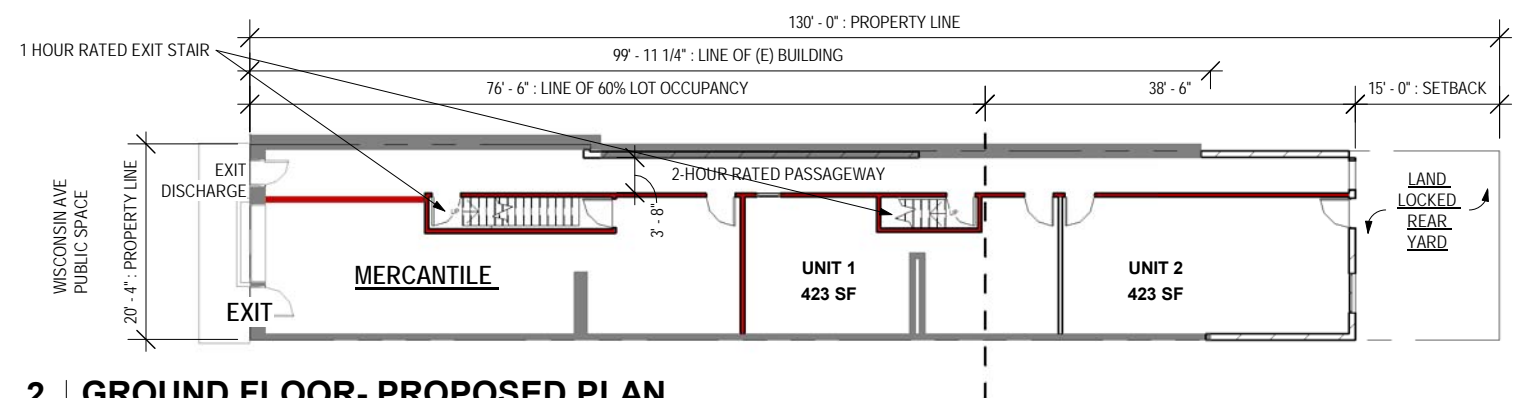 130' - 0" : PROPERTY LINE
1 HOUR RATED EXIT STAIR
99' - 11 1/4" : LINE OF (E) BUILDING
76' - 6" : LINE OF 60% LOT OCCUPANCY
38' - 6"
15' - 0" : SETBACK
WISCONSIN AVE
PUBLIC SPACE
20' - 4" : PROPERTY LINE
EXIT
DISCHARGE
2-HOUR RATED PASSAGEWAY
3' - 8"
LAND
LOCKED
REAR
YARD
MERCANTILE
UNIT 1
423 SF
UNIT 2
423 SF
EXIT
2 | GROUND FLOOR- PROPOSED PLAN